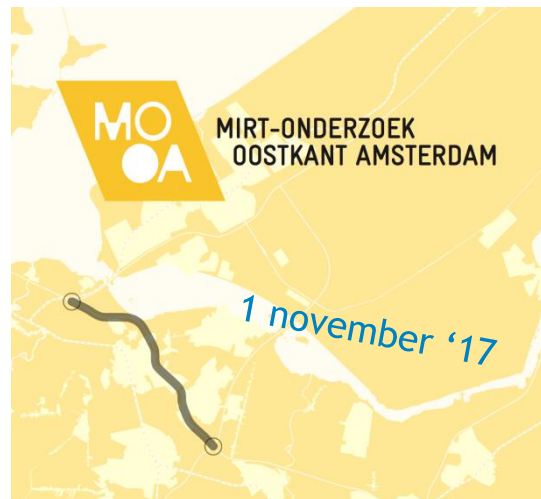 MO
OA
MIRT-ONDERZOEK
OOSTKANT AMSTERDAM
1 november ‘17